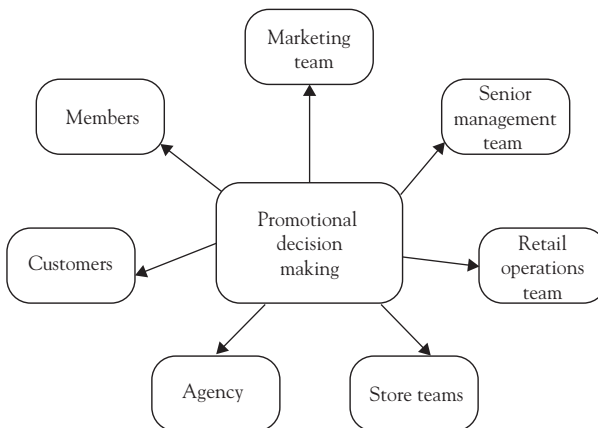 Marketing
team
Members
Senior
management
team
Promotional
decision
making
Customers
Retail
operations
team
Agency
Store teams